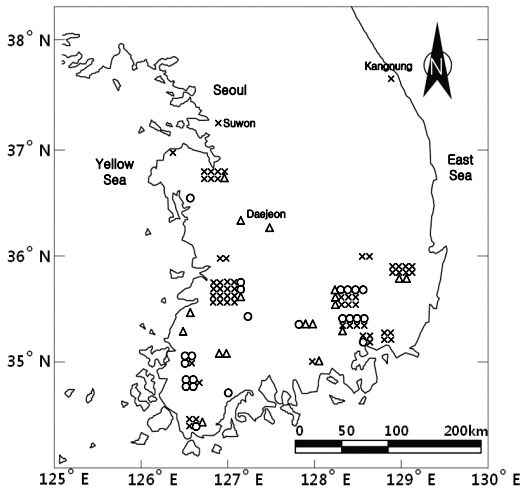 38° N
Kangnung
N
Seoul
Suwon
37° N
Yellow
Sea
East
Sea
Daejeon
36° N
35° N
0 50 100 200km
125° E 126° E 127° E 128° E 129° E 130° E